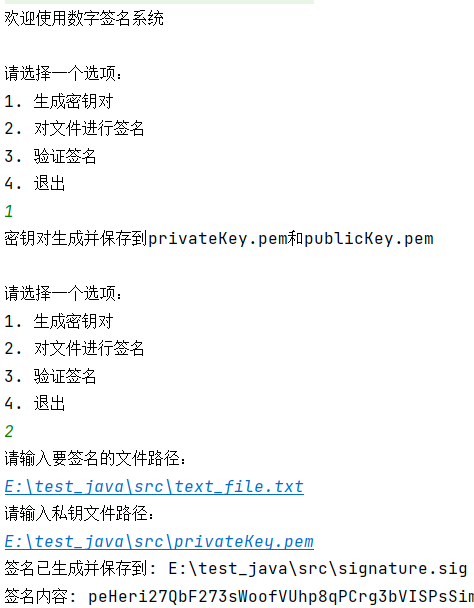 欢迎使用数字签名系统
请选择一个选项：
1. 生成密钥对
2. 对文件进行签名
3. 验证签名
4. 退出
1
密钥对生成并保存到privateKey.pem和publicKey.pem
请选择一个选项：
1. 生成密钥对
2. 对文件进行签名
3. 验证签名
4. 退出
2
请输入要签名的文件路径：
E:\test_java\src\text_file.txt
请输入私钥文件路径：
E:\test_java\src\privateKey.pem
签名已生成并保存到: E:\test_java\src\signature.sig
签名内容: peHeri27QbF273sWoofVUhp8qPCrg3bVISPsSin